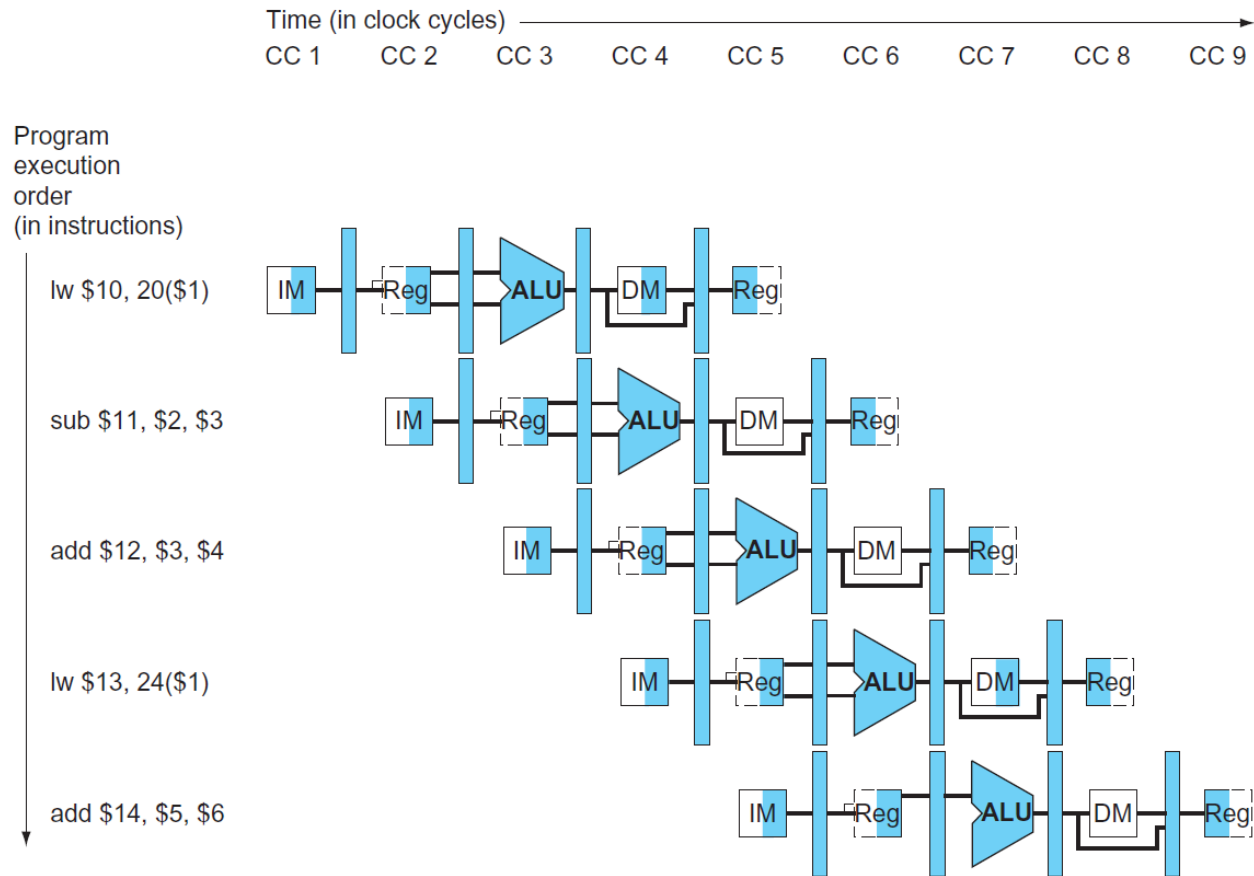 Time (in clock cycles)
CC 1 CC 2 CC 3 CC 4 CC 5 CC 6 CC 7 CC 8 CC 9
Program
execution
order
(in instructions)
lw $10, 20($1) IM Reg ALU DM Reg
sub $11, $2, $3 IM Reg ALU DM Reg
add $12, $3, $4 IM Reg ALU DM Reg
lw $13, 24($1) IM Reg ALU DM Reg
add $14, $5, $6 IM Reg ALU DM Reg